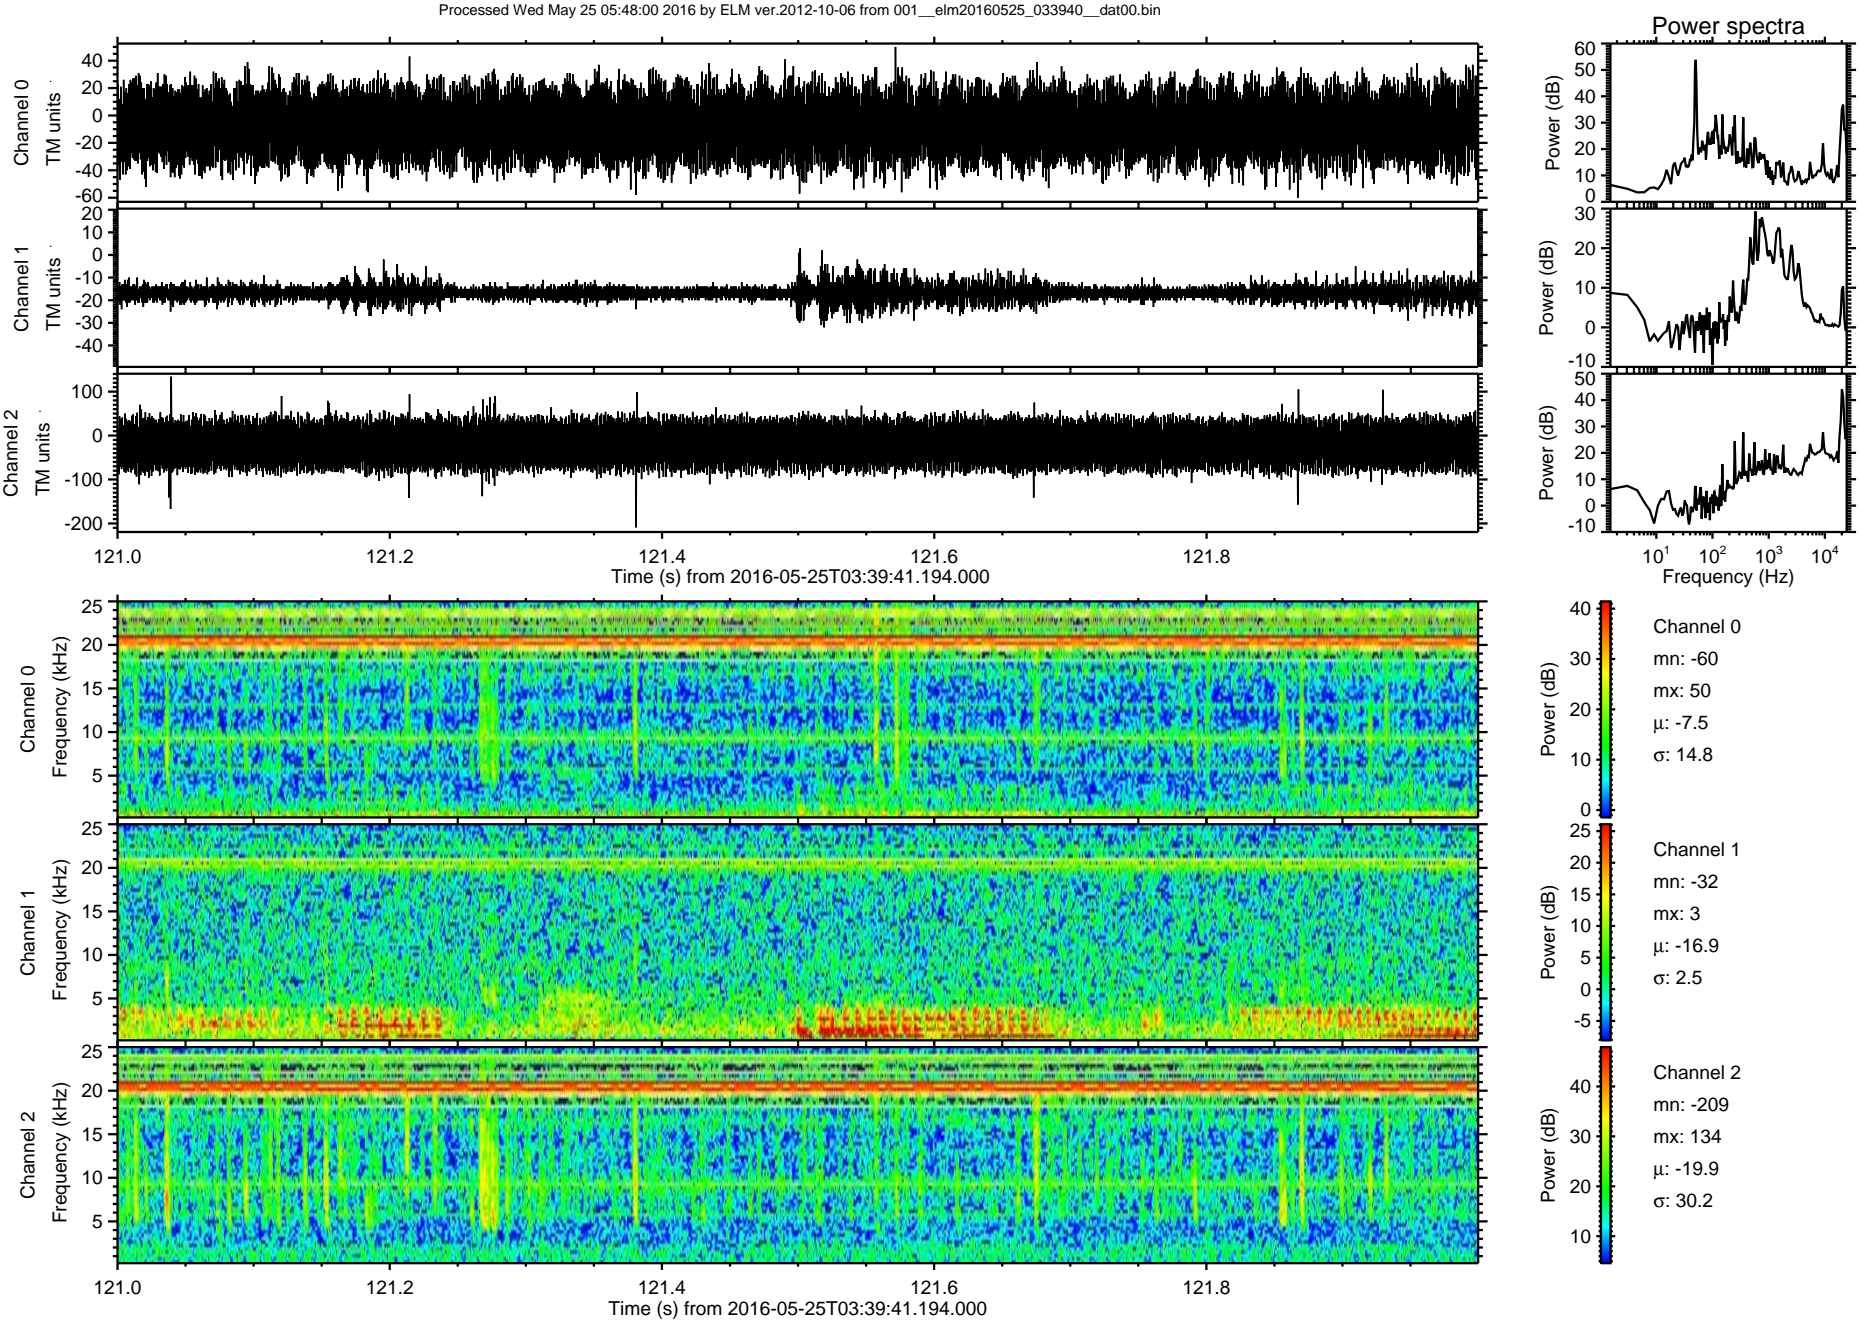 Processed Wed May 25 05:48:00 2016 by ELM ver.2012-10-06 from 001__elm20160525_033940__dat00.bin
Power spectra
Channel 0
TM units
40
20
0
-20
-40
-60
Power (dB)
60
50
40
30
20
10
0
Channel 1
TM units
20
10
0
-10
-20
-30
-40
Power (dB)
30
20
10
0
-10
Channel 2
TM units
100
0
-100
-200
Power (dB)
50
40
30
20
10
0
-10
121.0 121.2 121.4 121.6 121.8
Time (s) from 2016-05-25T03:39:41.194.000
10^1 10^2 10^3 10^4
Frequency (Hz)
Channel 0
Frequency (kHz)
25
20
15
10
5
Power (dB)
40
30
20
10
0
Channel 0
mn: -60
mx: 50
μ: -7.5
σ: 14.8
Channel 1
Frequency (kHz)
25
20
15
10
5
Power (dB)
25
20
15
10
5
0
-5
Channel 1
mn: -32
mx: 3
μ: -16.9
σ: 2.5
Channel 2
Frequency (kHz)
25
20
15
10
5
Power (dB)
40
30
20
10
Channel 2
mn: -209
mx: 134
μ: -19.9
σ: 30.2
121.0 121.2 121.4 121.6 121.8
Time (s) from 2016-05-25T03:39:41.194.000